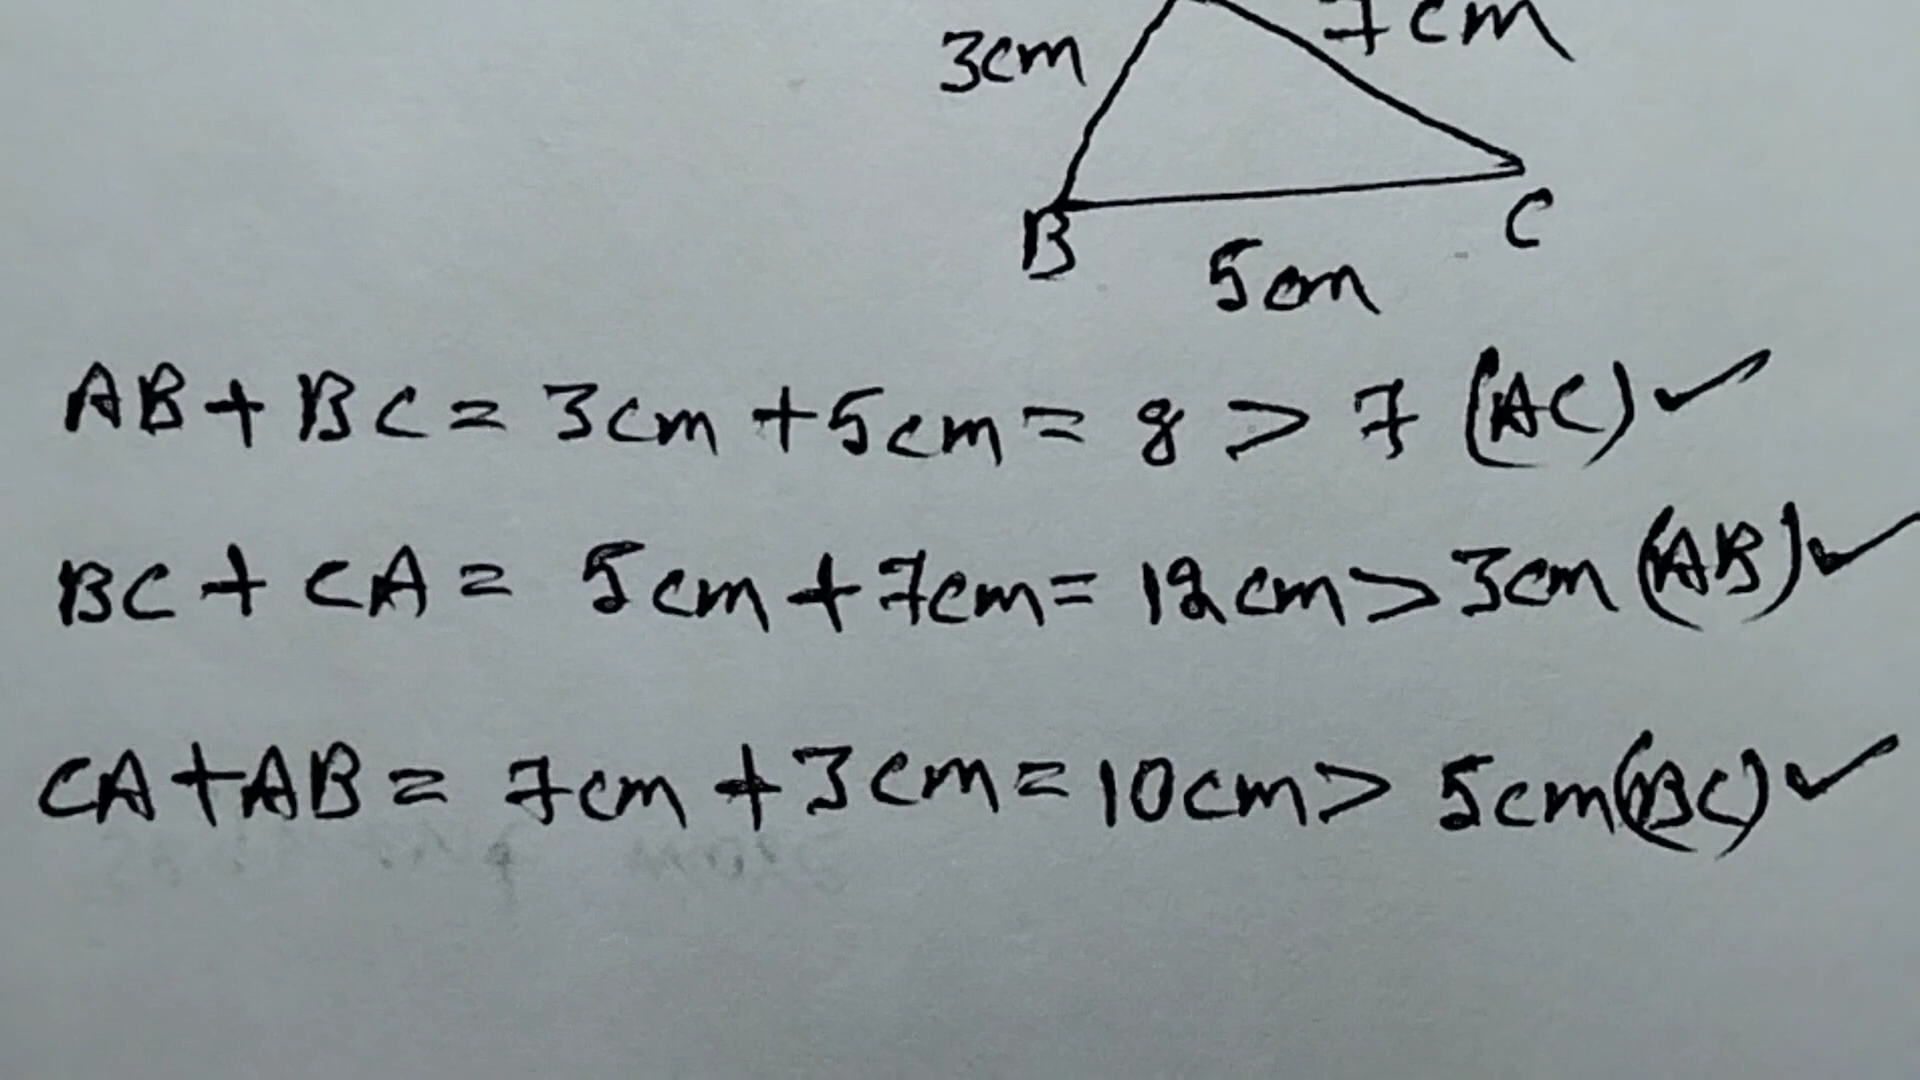 3cm 7cm
B C
5cm
AB + BC = 3cm + 5cm = 8 > 7 (AC) ✓
BC + CA = 5cm + 7cm = 12cm > 3cm (AB) ✓
CA + AB = 7cm + 3cm = 10cm > 5cm (BC) ✓